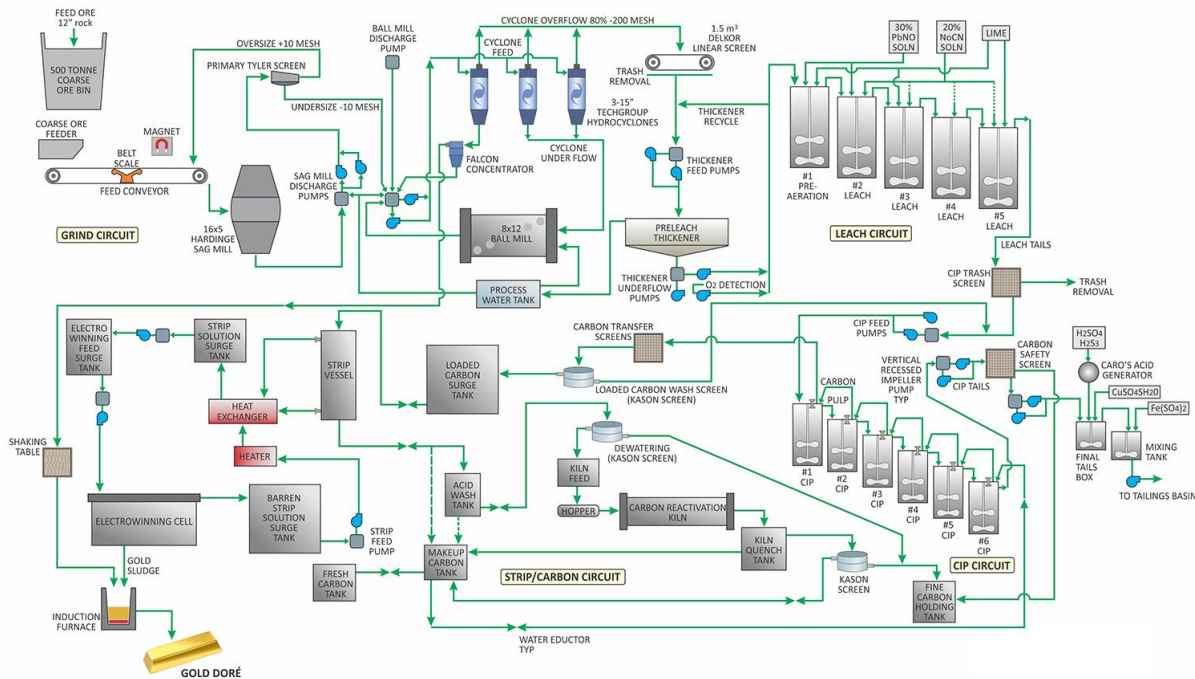 FEED ORE
12" rock
500 TONNE
COARSE
ORE BIN
COARSE ORE
FEEDER
MAGNET
BELT
SCALE
FEED CONVEYOR
GRIND CIRCUIT
16x5
HARDINGE
SAG MILL
OVERSIZE +10 MESH
PRIMARY TYLER SCREEN
UNDERSIZE -10 MESH
SAG MILL
DISCHARGE
PUMPS
BALL MILL
DISCHARGE
PUMP
CYCLONE OVERFLOW 80% -200 MESH
CYCLONE
FEED
FALCON
CONCENTRATOR
CYCLONE
UNDER FLOW
3-15"
TECHGROUP
HYDROCYCLONES
8x12
BALL MILL
PROCESS
WATER TANK
1.5 m³
DELKOR
LINEAR SCREEN
TRASH
REMOVAL
THICKENER
RECYCLE
THICKENER
FEED PUMPS
PRELEACH
THICKENER
THICKENER
UNDERFLOW
PUMPS
O2 DETECTION
30%
PbNO
SOLN
20%
NoCN
SOLN
LIME
#1
PRE-
AERATION
#2
LEACH
#3
LEACH
#4
LEACH
#5
LEACH
LEACH CIRCUIT
LEACH TAILS
CIP TRASH
SCREEN
TRASH
REMOVAL
CIP FEED
PUMPS
ELECTRO
WINNING
FEED
SURGE
TANK
STRIP
SOLUTION
SURGE
TANK
STRIP
VESSEL
HEAT
EXCHANGER
HEATER
LOADED
CARBON
SURGE
TANK
CARBON TRANSFER
SCREENS
LOADED CARBON WASH SCREEN
(KASON SCREEN)
VERTICAL
RECESSED
IMPELLER
PUMP
TYP
CIP TAILS
CARBON
SAFETY
SCREEN
H2SO4
H2S3
CARO'S ACID
GENERATOR
CuSO4SH20
Fe(SO4)2
FINAL
TAILS
BOX
MIXING
TANK
TO TAILINGS BASIN
CARBON
PULP
#1
CIP
#2
CIP
#3
CIP
#4
CIP
#5
CIP
#6
CIP
CIP CIRCUIT
SHAKING
TABLE
ELECTROWINNING CELL
BARREN
STRIP
SOLUTION
SURGE
TANK
STRIP
FEED
PUMP
GOLD
SLUDGE
INDUCTION
FURNACE
GOLD DORÉ
ACID
WASH
TANK
DEWATERING
(KASON SCREEN)
KILN
FEED
HOPPER
CARBON REACTIVATION
KILN
KILN
QUENCH
TANK
KASON
SCREEN
MAKEUP
CARBON
TANK
FRESH
CARBON
TANK
STRIP/CARBON CIRCUIT
FINE
CARBON
HOLDING
TANK
WATER EDUCTOR
TYP